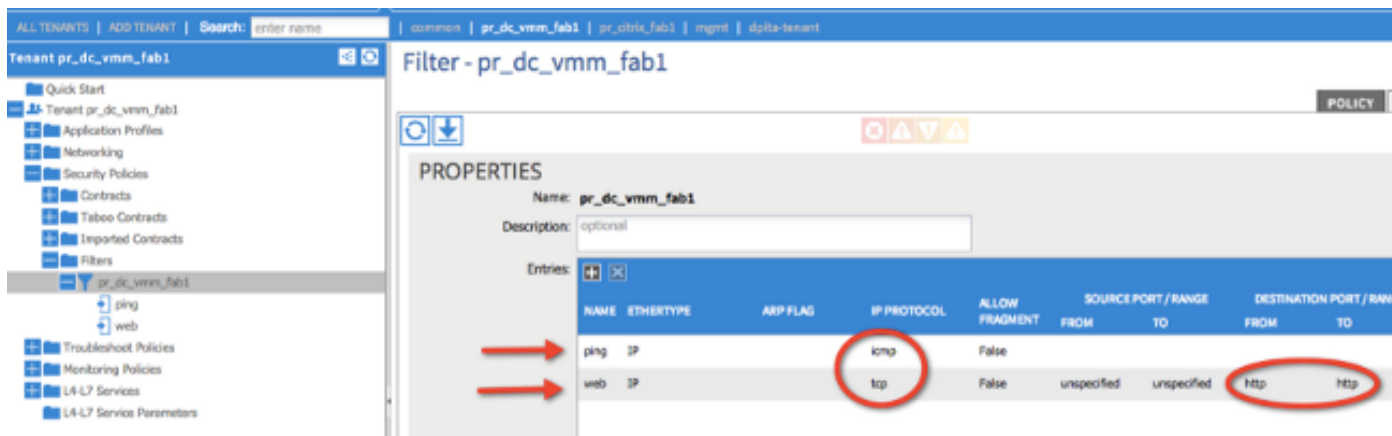 ALL TENANTS | ADD TENANT | Search: enter name | common | pr_dc_vmm_fab1 | pr_citrix_fab1 | mgmt | dpita-tenant
Tenant pr_dc_vmm_fab1
Quick Start
Tenant pr_dc_vmm_fab1
Application Profiles
Networking
Security Policies
Contracts
Taboo Contracts
Imported Contracts
Filters
pr_dc_vmm_fab1
ping
web
Troubleshoot Policies
Monitoring Policies
L4-L7 Services
L4-L7 Service Parameters
Filter - pr_dc_vmm_fab1
POLICY
PROPERTIES
Name: pr_dc_vmm_fab1
Description: optional
Entries:
NAME ETHERTYPE ARP FLAG IP PROTOCOL ALLOW FRAGMENT SOURCE PORT / RANGE DESTINATION PORT / RAN
FROM TO FROM TO
ping IP icmp False
web IP tcp False unspecified unspecified http http